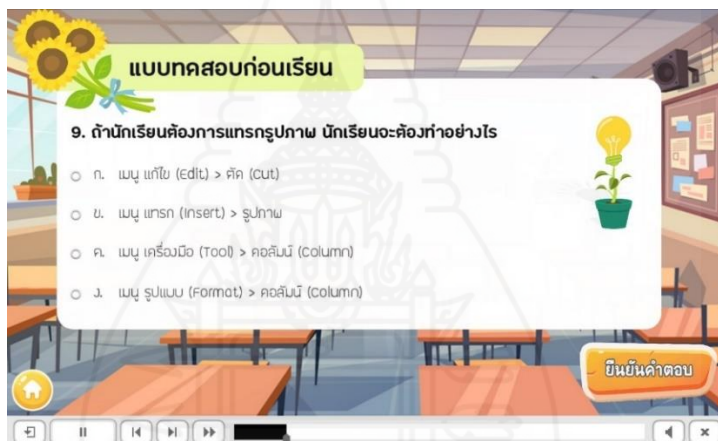 แบบทดสอบก่อนเรียน
9. ถ้านักเรียนต้องการแทรกรูปภาพ นักเรียนจะต้องทำอย่างไร
ก. เมนู แก้ไข (Edit) > ตัด (Cut)
ข. เมนู แทรก (Insert) > รูปภาพ
ค. เมนู เครื่องมือ (Tool) > คอลัมน์ (Column)
ง. เมนู รูปแบบ (Format) > คอลัมน์ (Column)
ยืนยันคำตอบ